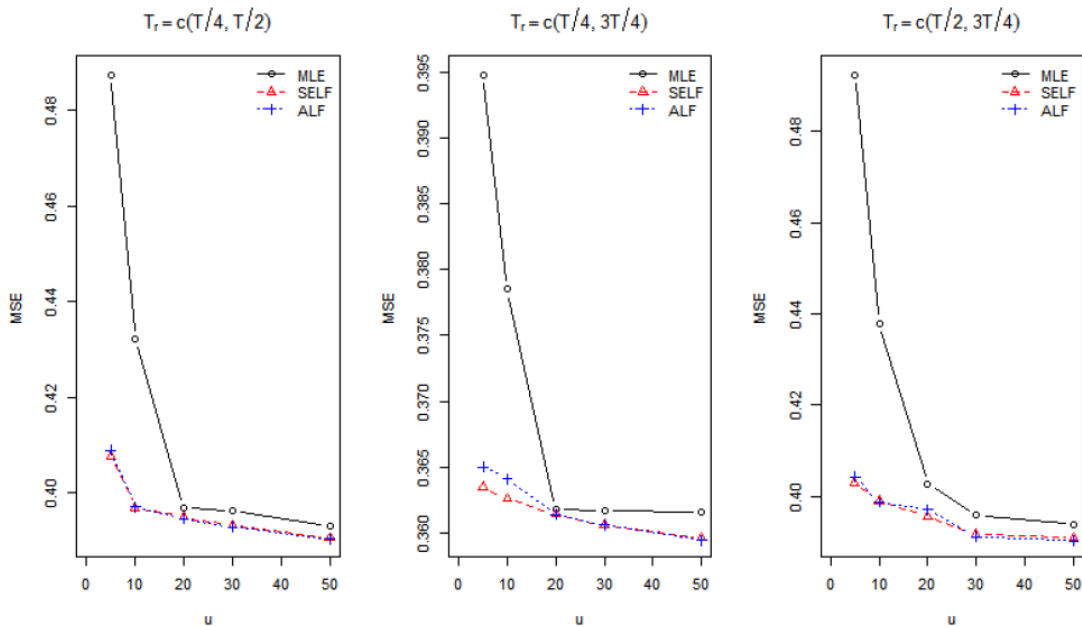 T_r = c(T/4, T/2)
MLE
SELF
ALF
MSE
0.48
0.46
0.44
0.42
0.40
0 10 20 30 40 50
u
T_r = c(T/4, 3T/4)
MLE
SELF
ALF
MSE
0.395
0.390
0.385
0.380
0.375
0.370
0.365
0.360
0 10 20 30 40 50
u
T_r = c(T/2, 3T/4)
MLE
SELF
ALF
MSE
0.48
0.46
0.44
0.42
0.40
0 10 20 30 40 50
u